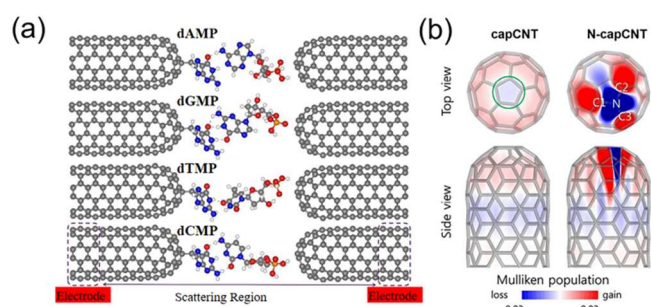 (a)
dAMP
dGMP
dTMP
dCMP
Electrode
Scattering Region
Electrode
(b)
capCNT
N-capCNT
Top view
C1
C2
N
C3
Side view
Mulliken population
loss
gain